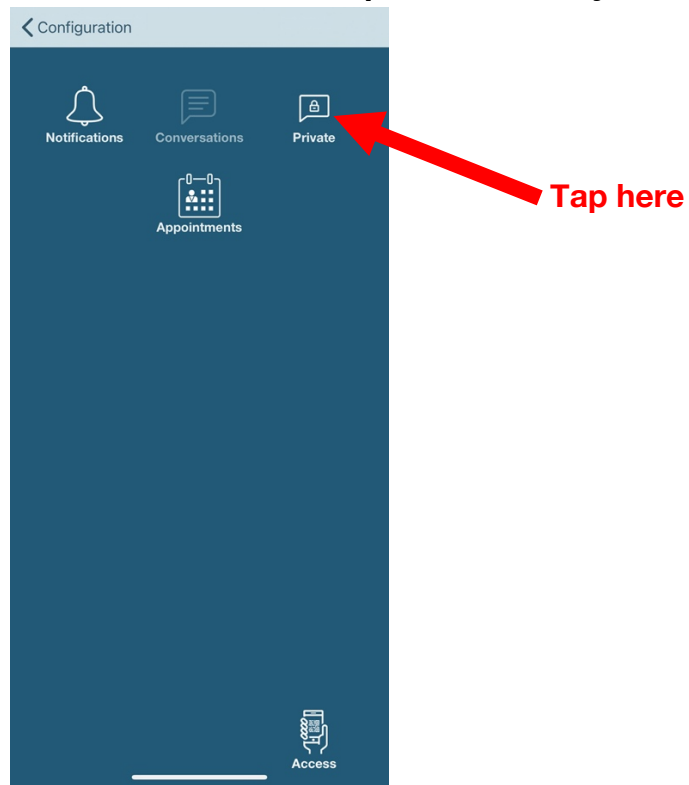 Configuration
Notifications Conversations Private
Tap here
Appointments
Access